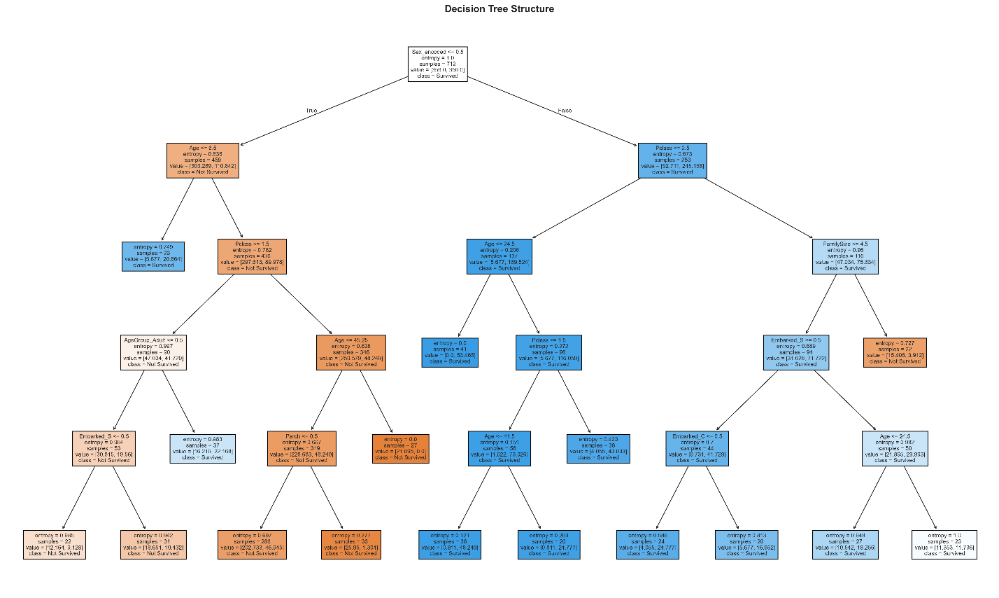 Decision Tree Structure
Sex_encoded <= 0.5
entropy = 1.0
samples = 712
value = [356.0, 356.0]
class = Survived
True
False
Age <= 6.5
entropy = 0.838
samples = 459
value = [303.289, 110.842]
class = Not Survived
Pclass <= 2.5
entropy = 0.673
samples = 253
value = [52.711, 245.158]
class = Survived
entropy = 0.749
samples = 23
value = [5.677, 20.864]
class = Survived
Pclass <= 1.5
entropy = 0.782
samples = 436
value = [297.613, 89.978]
class = Not Survived
Age <= 24.5
entropy = 0.206
samples = 137
value = [5.677, 169.524]
class = Survived
FamilySize <= 4.5
entropy = 0.96
samples = 116
value = [47.034, 75.634]
class = Survived
AgeGroup_Adult <= 0.5
entropy = 0.997
samples = 90
value = [47.034, 41.729]
class = Not Survived
Age <= 45.25
entropy = 0.638
samples = 346
value = [250.579, 48.249]
class = Not Survived
entropy = 0.0
samples = 41
value = [0.0, 53.465]
class = Survived
Pclass <= 1.5
entropy = 0.272
samples = 96
value = [5.677, 116.059]
class = Survived
Embarked_S <= 0.5
entropy = 0.889
samples = 94
value = [31.626, 71.722]
class = Survived
entropy = 0.727
samples = 22
value = [15.408, 3.912]
class = Not Survived
Embarked_S <= 0.5
entropy = 0.964
samples = 53
value = [30.815, 19.56]
class = Not Survived
entropy = 0.983
samples = 37
value = [16.219, 22.168]
class = Survived
Parch <= 0.5
entropy = 0.667
samples = 319
value = [228.683, 48.249]
class = Not Survived
entropy = 0.0
samples = 27
value = [21.895, 0.0]
class = Not Survived
Age <= 41.5
entropy = 0.151
samples = 58
value = [1.622, 73.026]
class = Survived
entropy = 0.423
samples = 38
value = [4.055, 43.033]
class = Survived
Embarked_C <= 0.5
entropy = 0.7
samples = 44
value = [9.731, 41.729]
class = Survived
Age <= 24.5
entropy = 0.982
samples = 50
value = [21.895, 29.993]
class = Survived
entropy = 0.985
samples = 22
value = [12.164, 9.128]
class = Not Survived
entropy = 0.942
samples = 31
value = [18.651, 10.432]
class = Not Survived
entropy = 0.697
samples = 286
value = [202.733, 46.945]
class = Not Survived
entropy = 0.277
samples = 33
value = [25.95, 1.304]
class = Not Survived
entropy = 0.121
samples = 38
value = [0.811, 48.249]
class = Survived
entropy = 0.203
samples = 20
value = [0.811, 24.777]
class = Survived
entropy = 0.586
samples = 24
value = [4.055, 24.777]
class = Survived
entropy = 0.813
samples = 20
value = [5.677, 16.952]
class = Survived
entropy = 0.948
samples = 27
value = [10.542, 18.256]
class = Survived
entropy = 1.0
samples = 23
value = [11.353, 11.736]
class = Survived